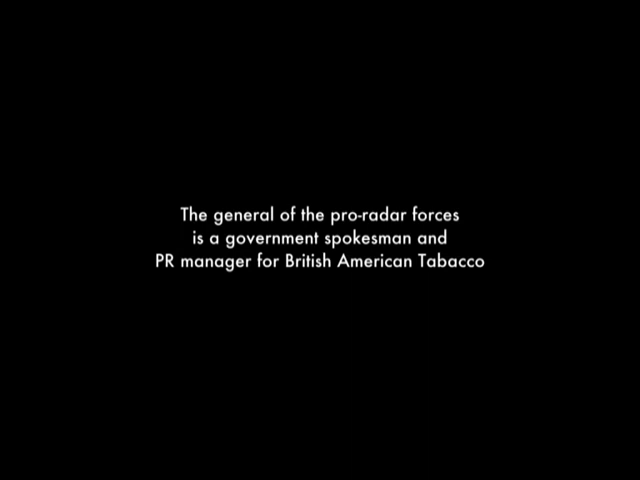 The general of the pro-radar forces
is a government spokesman and
PR manager for British American Tabacco